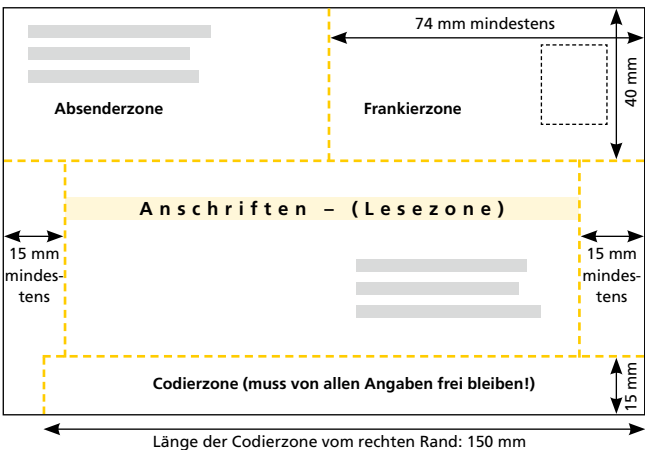 74 mm mindestens
40 mm
Absenderzone
Frankierzone
Anschriften – (Lesezone)
15 mm
mindes-
tens
15 mm
mindes-
tens
Codierzone (muss von allen Angaben frei bleiben!)
15 mm
Länge der Codierzone vom rechten Rand: 150 mm